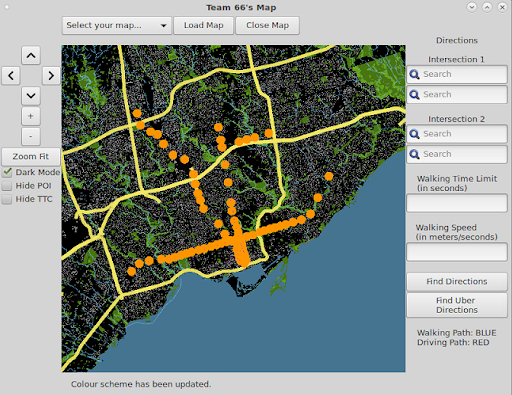 Team 66's Map
Select your map... Load Map Close Map
+
-
Zoom Fit
Dark Mode
Hide POI
Hide TTC
Directions
Intersection 1
Search
Search
Intersection 2
Search
Search
Walking Time Limit
(in seconds)
Walking Speed
(in meters/seconds)
Find Directions
Find Uber
Directions
Walking Path: BLUE
Driving Path: RED
Colour scheme has been updated.